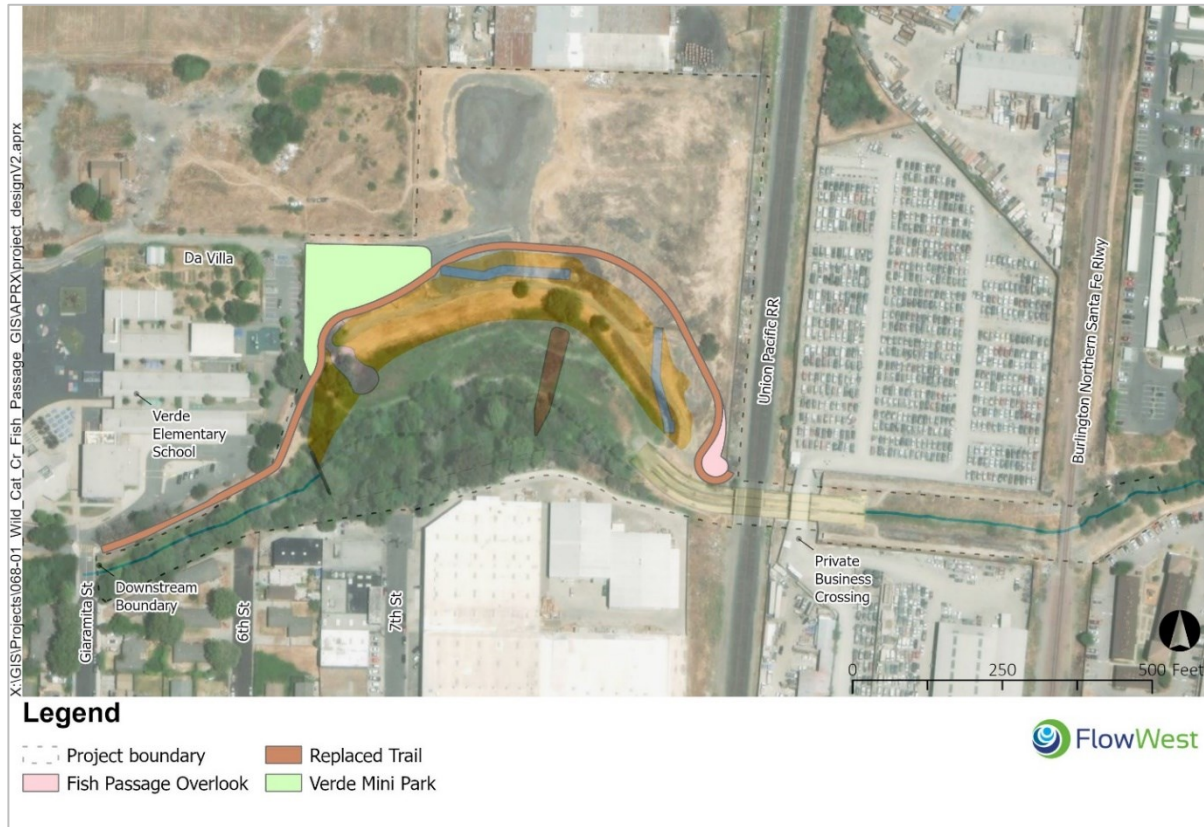 X:\GIS\Projects\068-01_Wild_Cat_Cr_Fish_Passage_GIS\APRX\project_designV2.aprx
Da Villa
Verde
Elementary
School
Union Pacific RR
Burlington Northern Santa Fe Rlwy
Private
Business
Crossing
Downstream
Boundary
Giaramita St
6th St
7th St
0 250 500 Feet
Legend
Project boundary
Replaced Trail
Fish Passage Overlook
Verde Mini Park
FlowWest